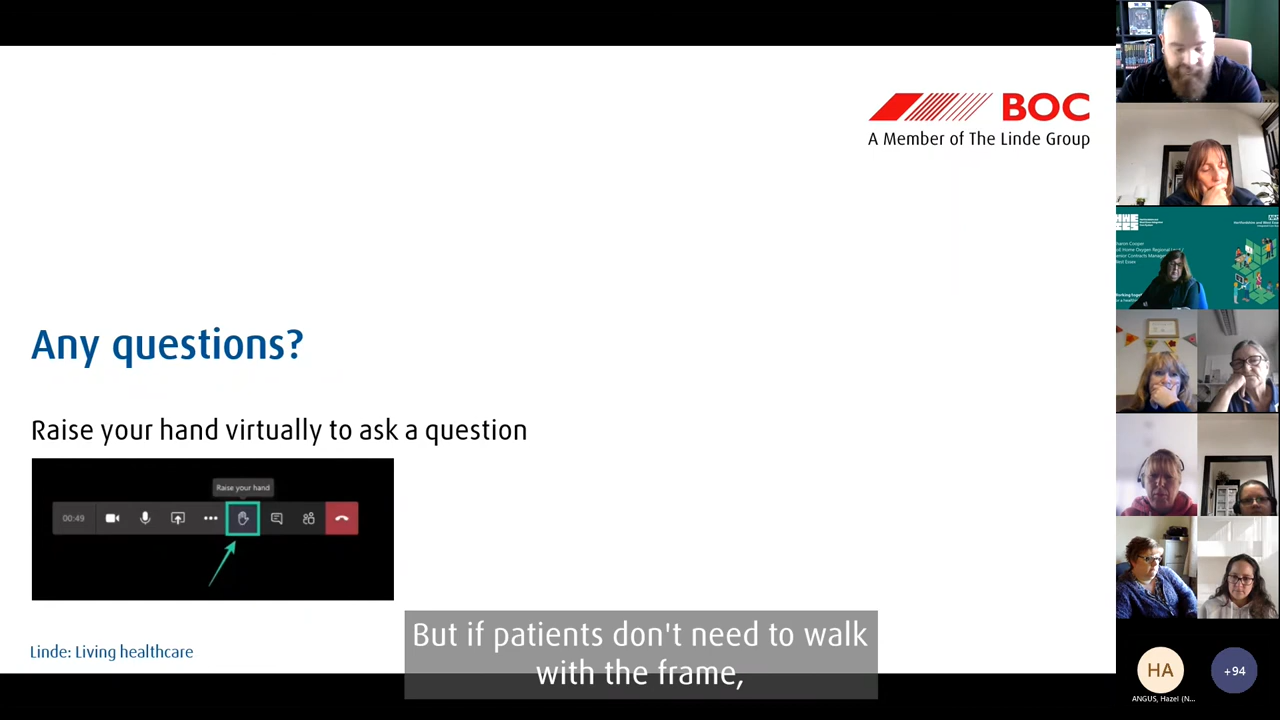 BOC
A Member of The Linde Group
Any questions?
Raise your hand virtually to ask a question
Raise your hand
00:49
Linde: Living healthcare
But if patients don't need to walk
with the frame,
HA
+94
ANGUS, Hazel (N...